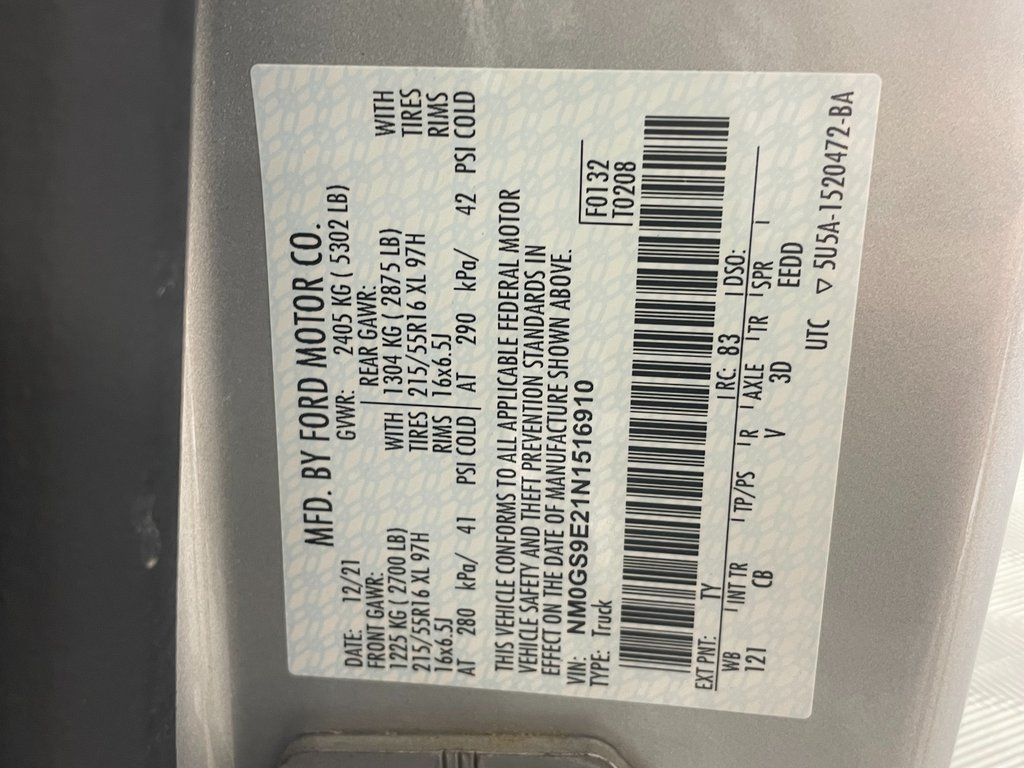 MFD. BY FORD MOTOR CO.
DATE: 12/21 GVWR: 2405 KG ( 5302 LB)
FRONT GAWR: REAR GAWR:
1225 KG ( 2700 LB) WITH 1304 KG ( 2875 LB) WITH
215/55R16 XL 97H TIRES 215/55R16 XL 97H TIRES
16x6.5J RIMS 16x6.5J RIMS
AT 280 kPa/ 41 PSI COLD AT 290 kPa/ 42 PSI COLD
THIS VEHICLE CONFORMS TO ALL APPLICABLE FEDERAL MOTOR
VEHICLE SAFETY AND THEFT PREVENTION STANDARDS IN
EFFECT ON THE DATE OF MANUFACTURE SHOWN ABOVE.
VIN: NM0GS9E21N1516910 F0132
TYPE: Truck T0208
EXT PNT: TY RC: 83 DSO:
WB INT TR TP/PS R AXLE TR SPR
121 CB V 3D EEDD
UTC ▽ 5U5A-1520472-BA